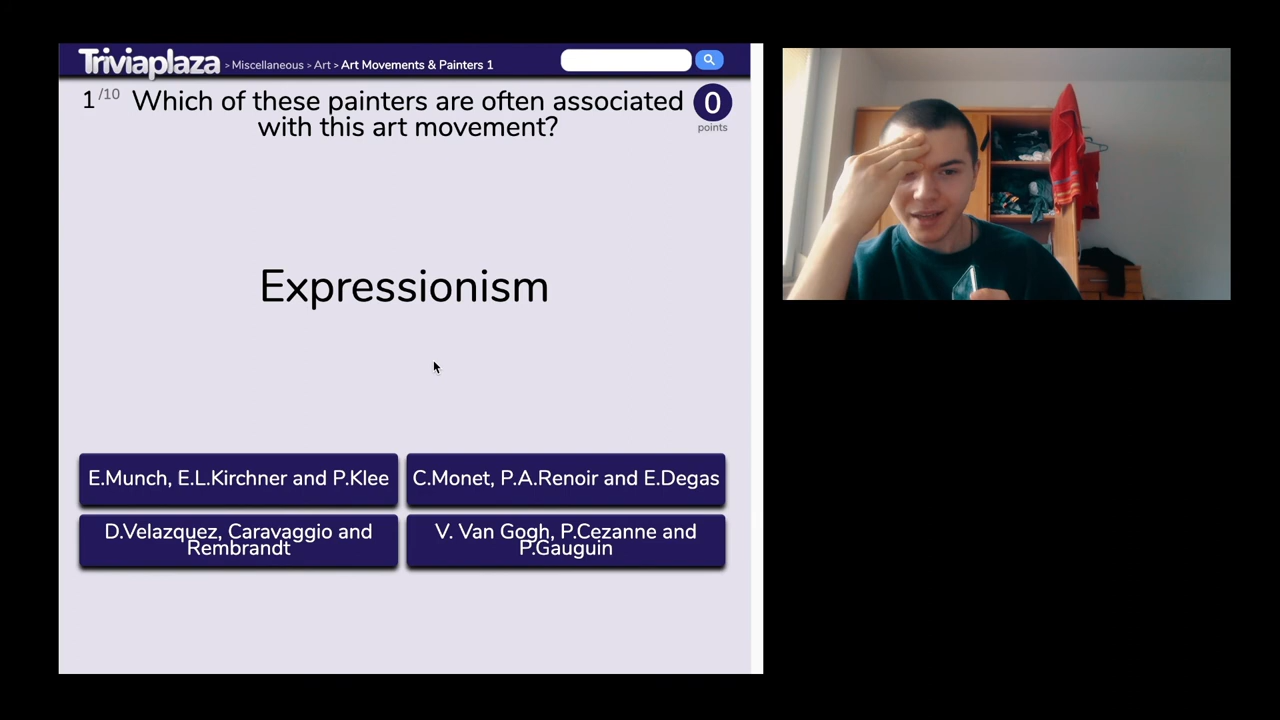 Triviaplaza > Miscellaneous > Art > Art Movements & Painters 1
1/10 Which of these painters are often associated 0
with this art movement? points
Expressionism
E.Munch, E.L.Kirchner and P.Klee
C.Monet, P.A.Renoir and E.Degas
D.Velazquez, Caravaggio and
Rembrandt
V. Van Gogh, P.Cezanne and
P.Gauguin